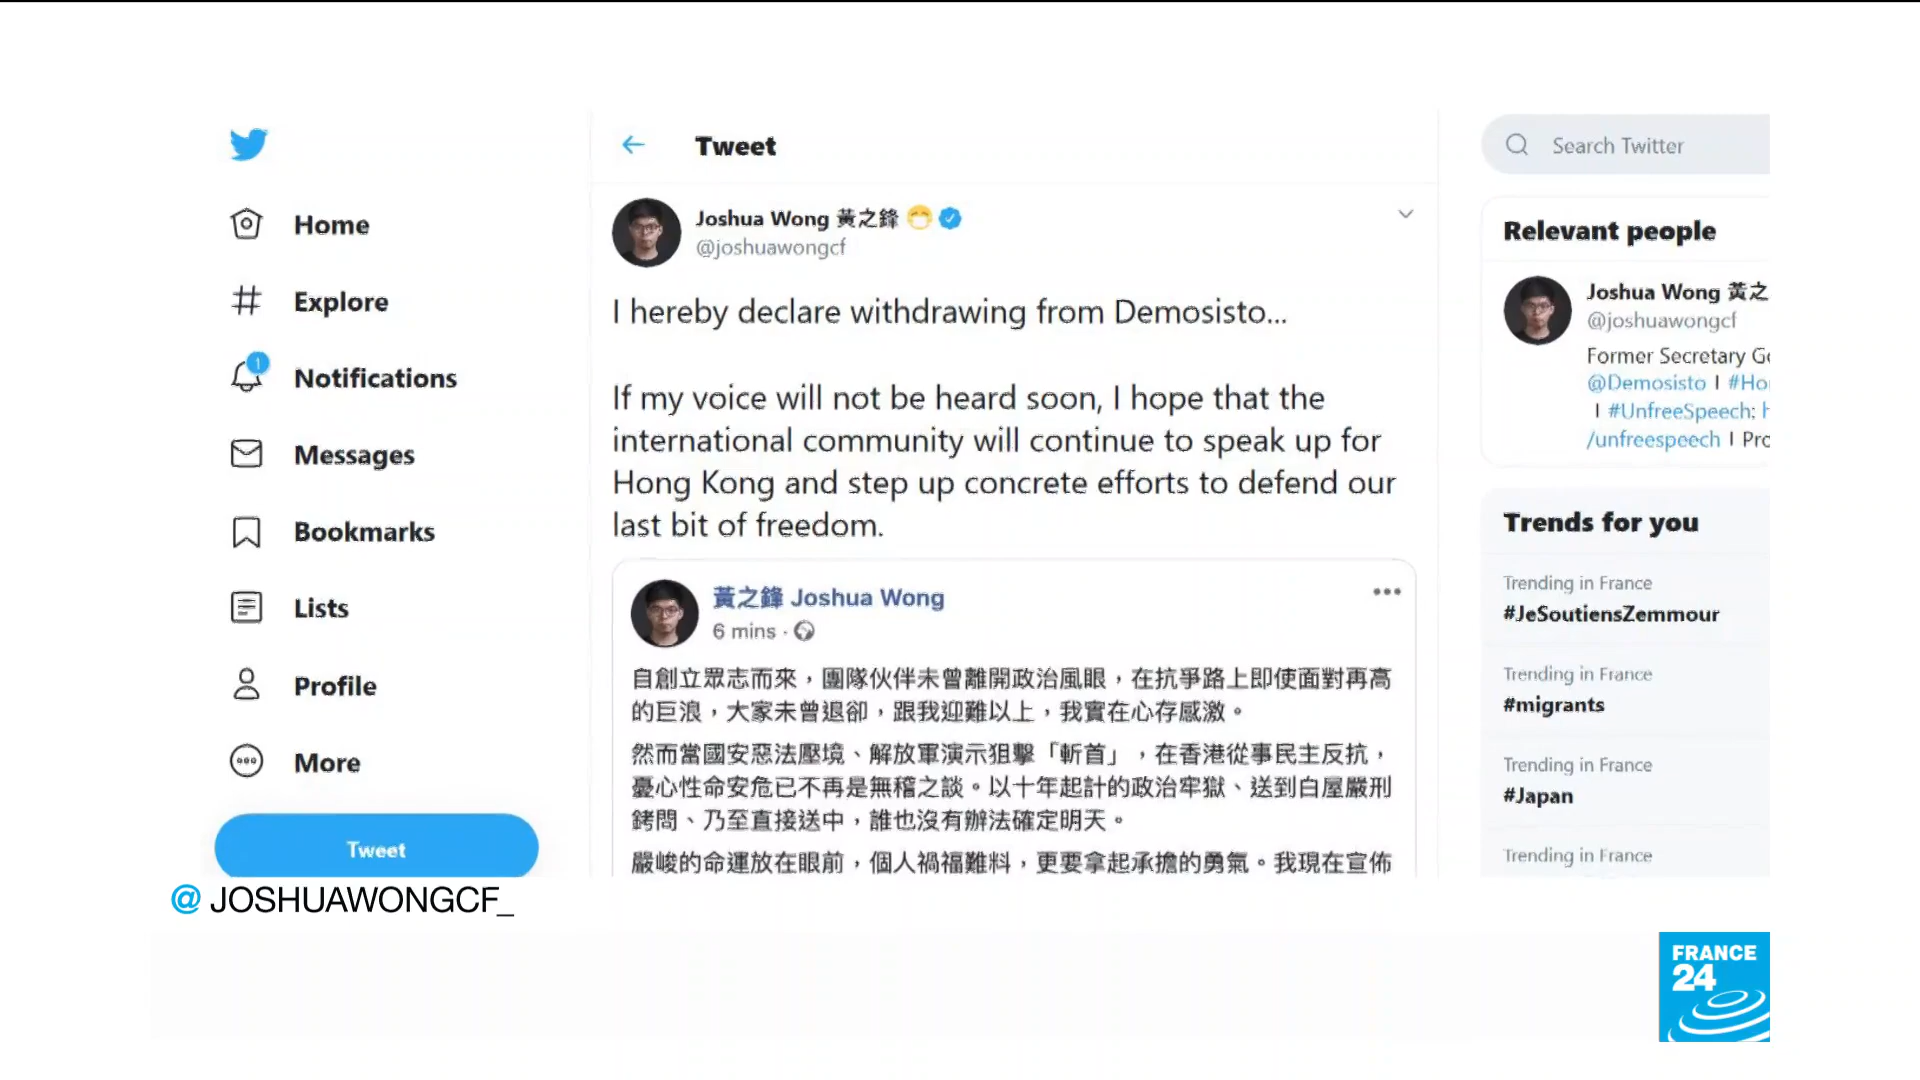 Home
Explore
1
Notifications
Messages
Bookmarks
Lists
Profile
More
Tweet
Tweet
Joshua Wong 黃之鋒
@joshuawongcf
I hereby declare withdrawing from Demosisto...
If my voice will not be heard soon, I hope that the
international community will continue to speak up for
Hong Kong and step up concrete efforts to defend our
last bit of freedom.
黃之鋒 Joshua Wong
6 mins ·
自創立眾志而來，團隊伙伴未曾離開政治風眼，在抗爭路上即使面對再高
的巨浪，大家未曾退卻，跟我迎難以上，我實在心存感激。
然而當國安惡法壓境、解放軍演示狙擊「斬首」，在香港從事民主反抗，
憂心性命安危已不再是無稽之談。以十年起計的政治牢獄、送到白屋嚴刑
拷問、乃至直接送中，誰也沒有辦法確定明天。
嚴峻的命運放在眼前，個人禍福難料，更要拿起承擔的勇氣。我現在宣佈
Search Twitter
Relevant people
Joshua Wong 黃之
@joshuawongcf
Former Secretary Ge
@Demosisto | #Ho
| #UnfreeSpeech: h
/unfreespeech | Pro
Trends for you
Trending in France
#JeSoutiensZemmour
Trending in France
#migrants
Trending in France
#Japan
Trending in France
@ JOSHUAWONGCF_
FRANCE
24